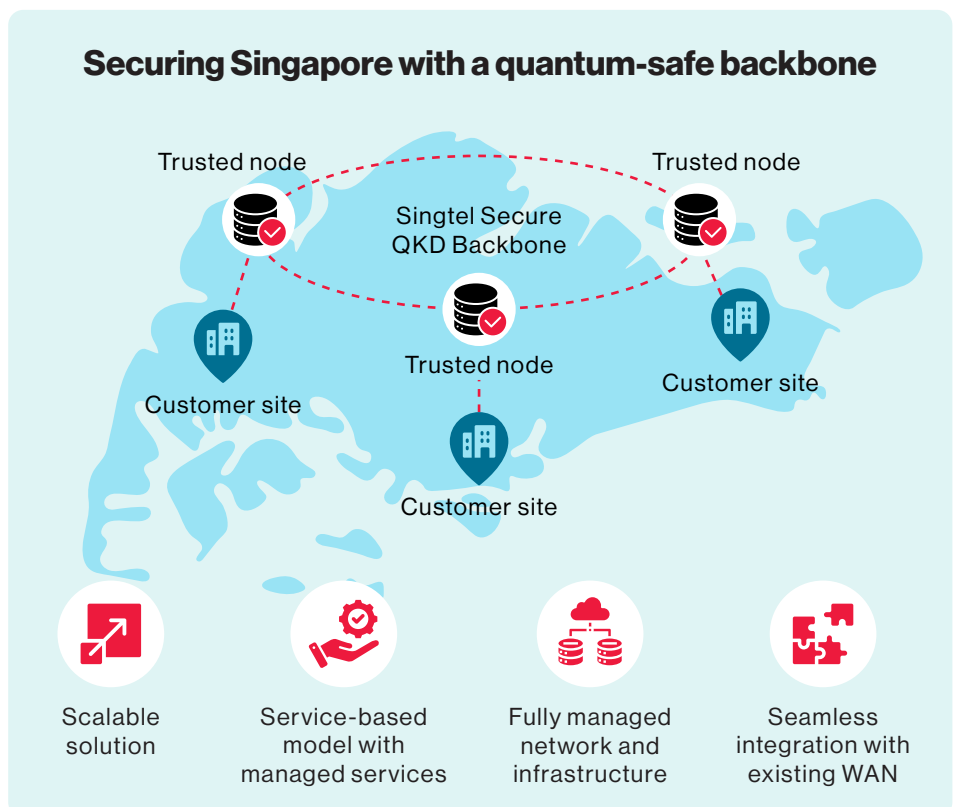 Securing Singapore with a quantum-safe backbone
Trusted node
Trusted node
Singtel Secure
QKD Backbone
Trusted node
Customer site
Customer site
Customer site
Scalable
solution
Service-based
model with
managed services
Fully managed
network and
infrastructure
Seamless
integration with
existing WAN